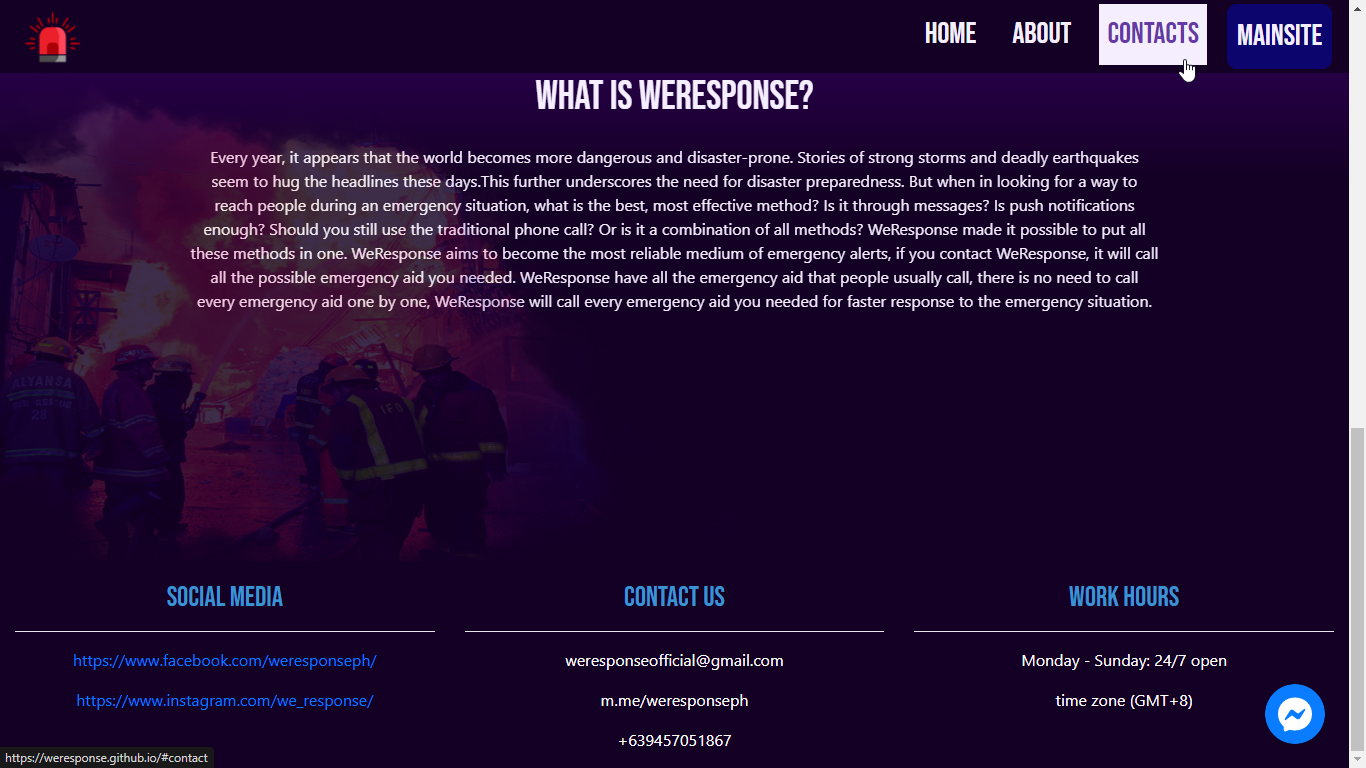 HOME
ABOUT
CONTACTS
MAINSITE
WHAT IS WERESPONSE?
Every year, it appears that the world becomes more dangerous and disaster-prone. Stories of strong storms and deadly earthquakes
seem to hug the headlines these days.This further underscores the need for disaster preparedness. But when in looking for a way to
reach people during an emergency situation, what is the best, most effective method? Is it through messages? Is push notifications
enough? Should you still use the traditional phone call? Or is it a combination of all methods? WeResponse made it possible to put all
these methods in one. WeResponse aims to become the most reliable medium of emergency alerts, if you contact WeResponse, it will call
all the possible emergency aid you needed. WeResponse have all the emergency aid that people usually call, there is no need to call
every emergency aid one by one, WeResponse will call every emergency aid you needed for faster response to the emergency situation.
ALYANSA
28
IFD
SOCIAL MEDIA
https://www.facebook.com/weresponseph/
https://www.instagram.com/we_response/
CONTACT US
weresponseofficial@gmail.com
m.me/weresponseph
+639457051867
WORK HOURS
Monday - Sunday: 24/7 open
time zone (GMT+8)
https://weresponse.github.io/#contact